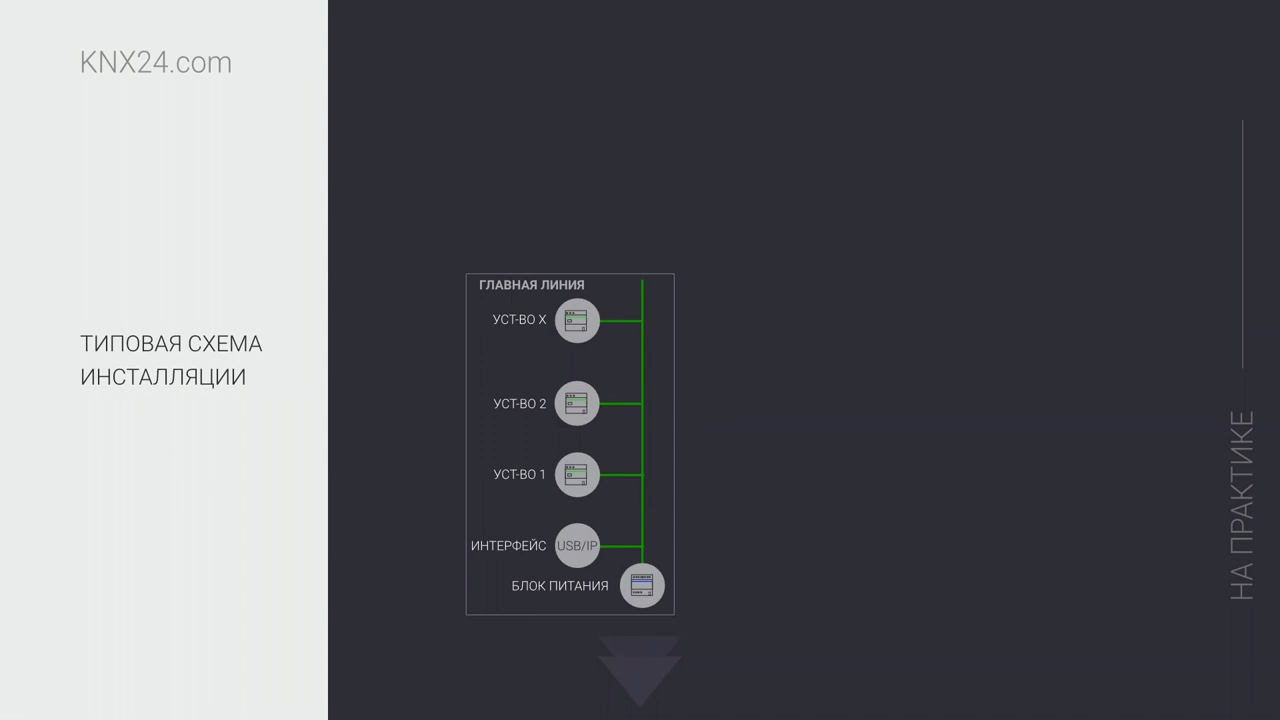 KNX24.com
ТИПОВАЯ СХЕМА
ИНСТАЛЛЯЦИИ
ГЛАВНАЯ ЛИНИЯ
УСТ-ВО X
УСТ-ВО 2
УСТ-ВО 1
ИНТЕРФЕЙС USB/IP
БЛОК ПИТАНИЯ
НА ПРАКТИКЕ